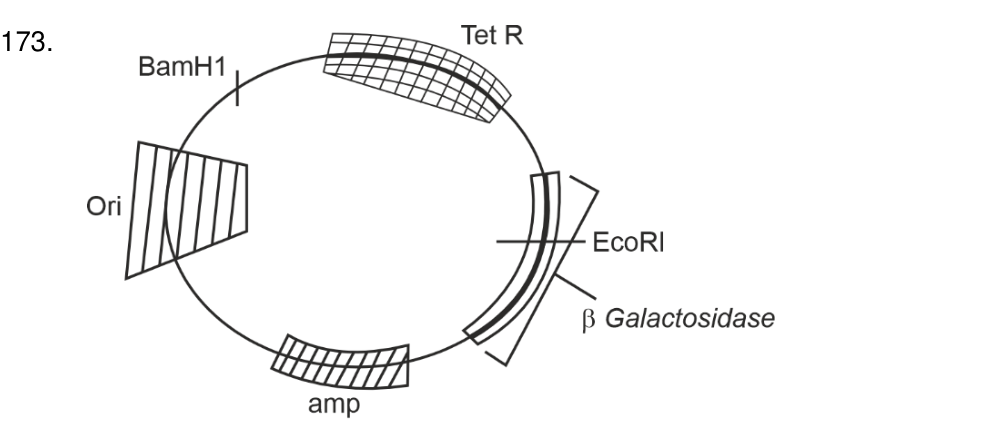 173.
Tet R
BamH1
Ori
EcoRI
β Galactosidase
amp